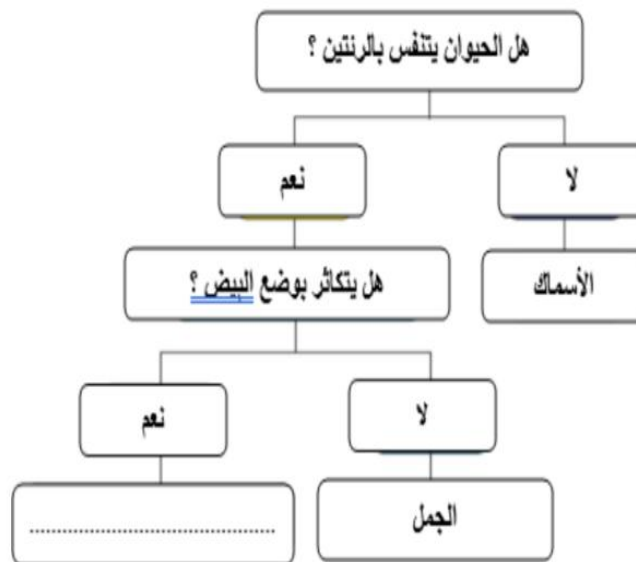 هل الحيوان يتنفس بالرئتين ؟
لا
نعم
الأسماك
هل يتكاثر بوضع البيض ؟
لا
نعم
الجمل
..........................................